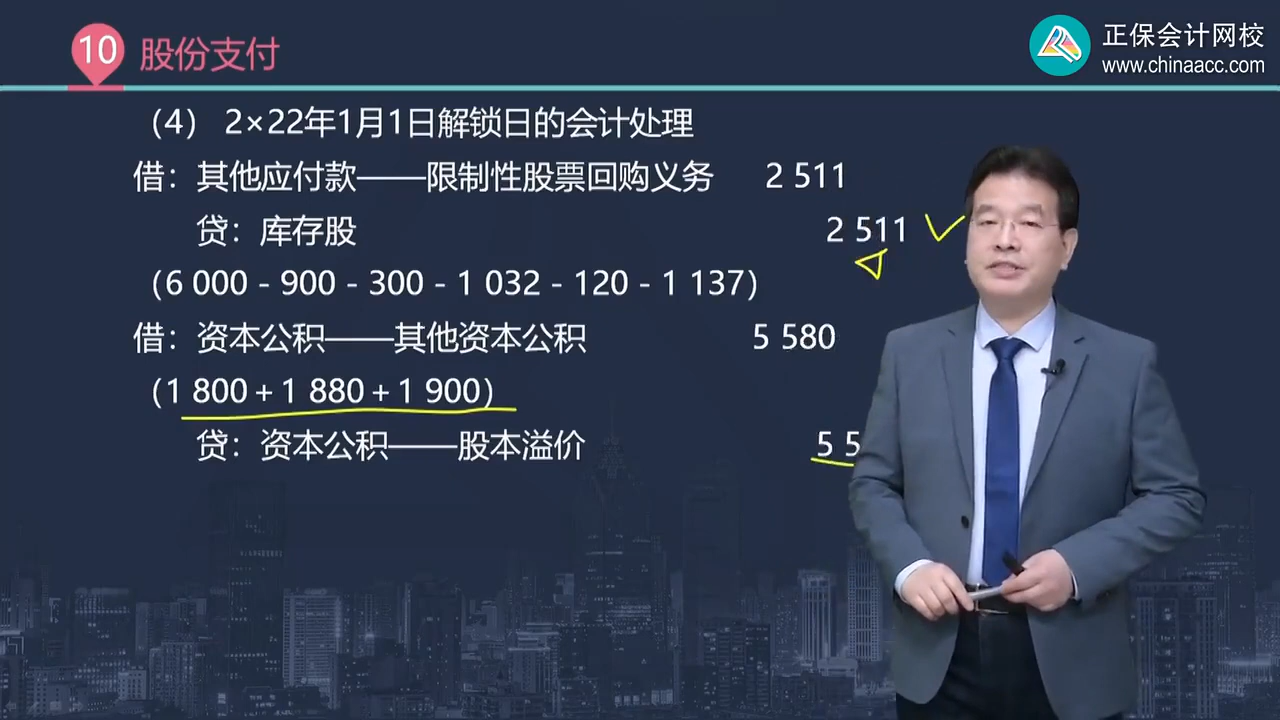 10 股份支付
正保会计网校
www.chinaacc.com
（4） 2×22年1月1日解锁日的会计处理
借：其他应付款——限制性股票回购义务 2 511
贷：库存股 2 511
（6 000－900－300－1 032－120－1 137）
借：资本公积——其他资本公积 5 580
（1 800＋1 880＋1 900）
贷：资本公积——股本溢价 5 5